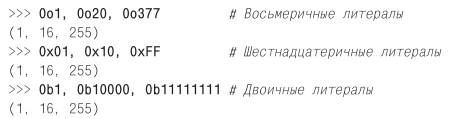 >>> 0o1, 0o20, 0o377 # Восьмеричные литералы
(1, 16, 255)
>>> 0x01, 0x10, 0xFF # Шестнадцатеричные литералы
(1, 16, 255)
>>> 0b1, 0b10000, 0b11111111 # Двоичные литералы
(1, 16, 255)